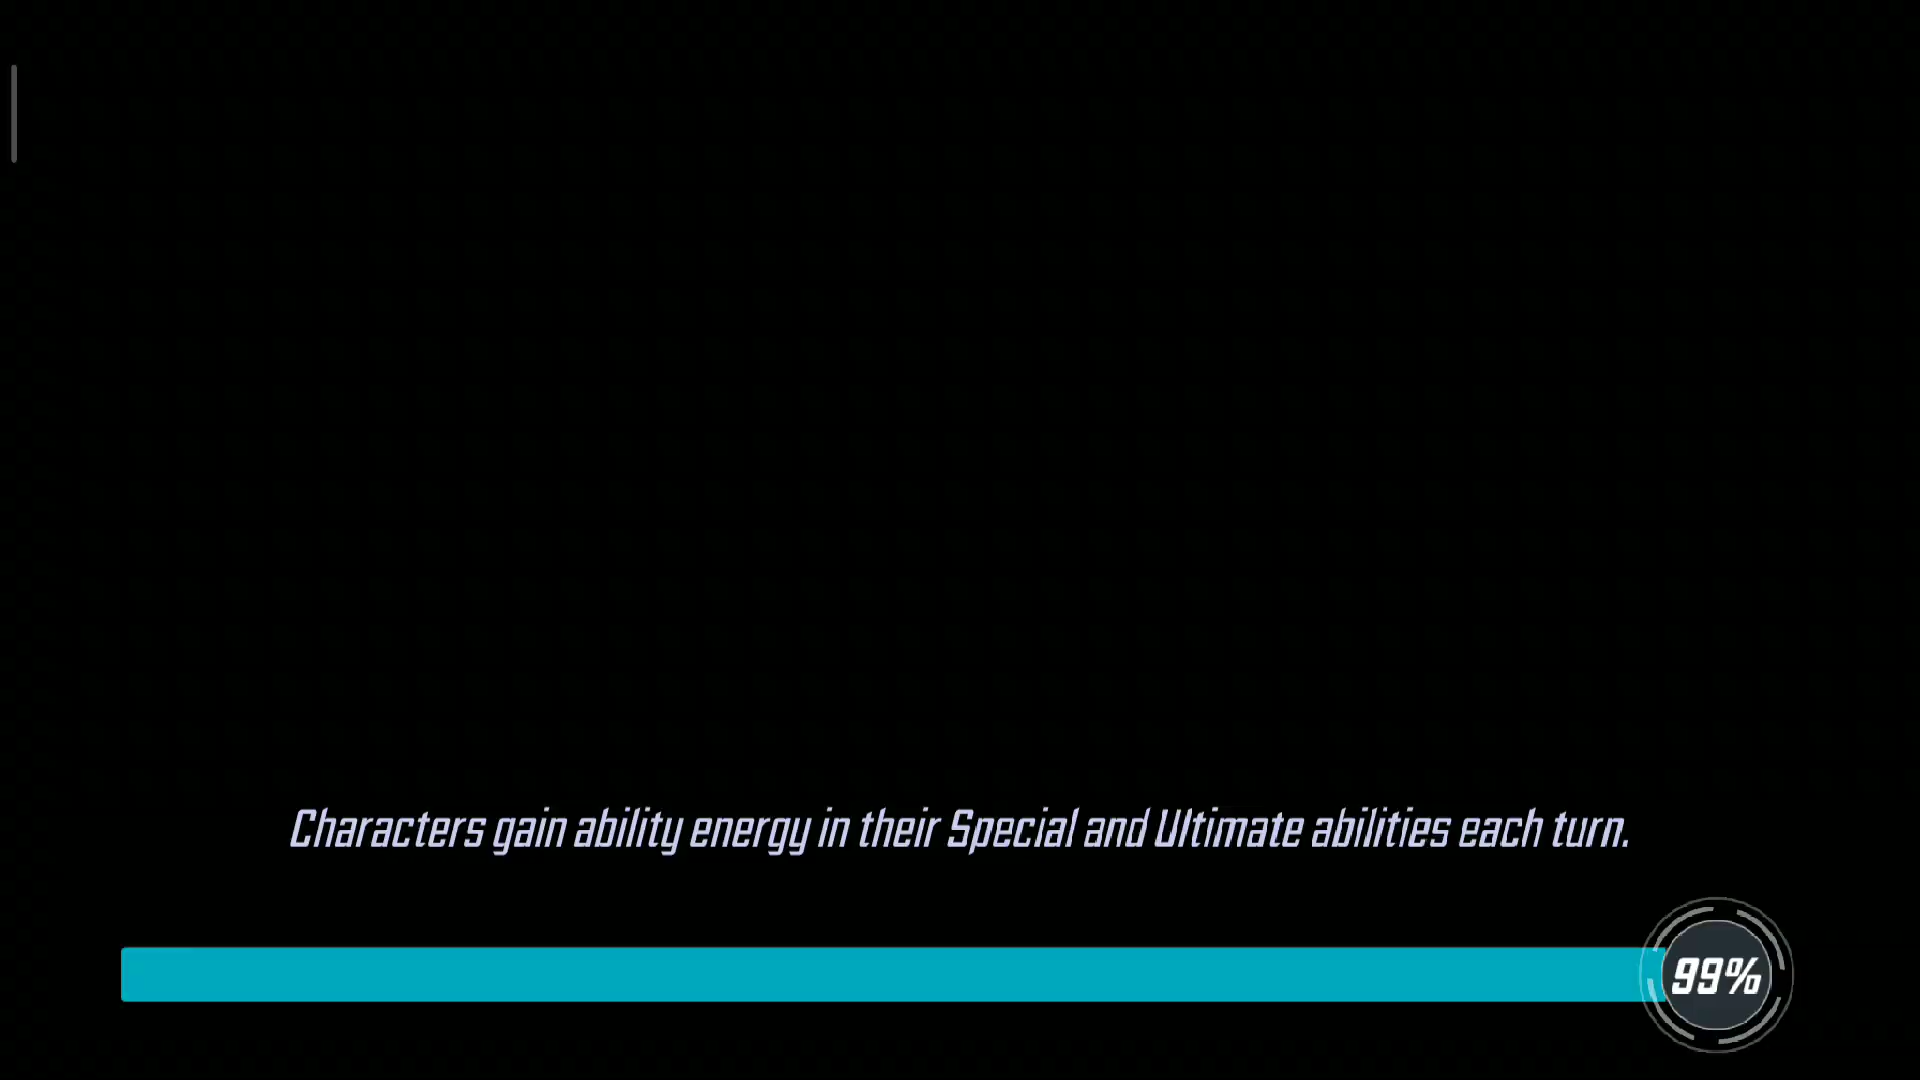 Characters gain ability energy in their Special and Ultimate abilities each turn.
99%